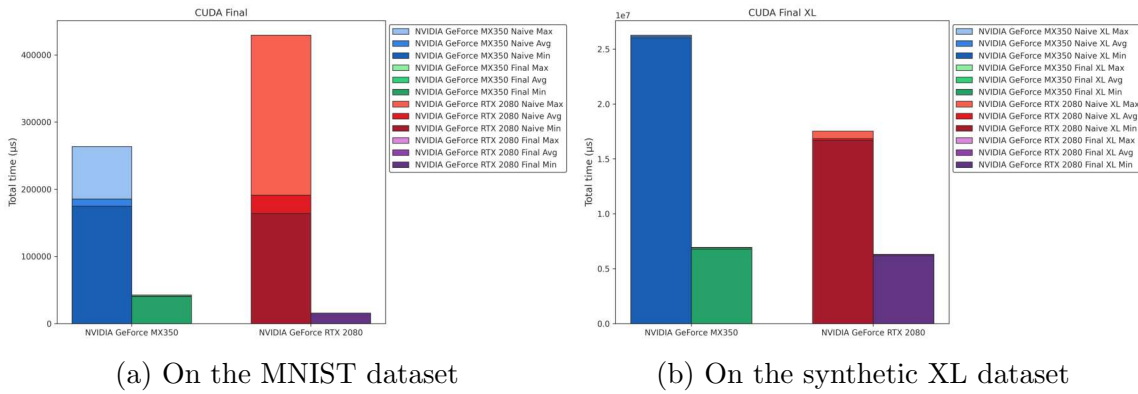 CUDA Final
Total time (μs)
400000
300000
200000
100000
0
NVIDIA GeForce MX350
NVIDIA GeForce RTX 2080
NVIDIA GeForce MX350 Naive Max
NVIDIA GeForce MX350 Naive Avg
NVIDIA GeForce MX350 Naive Min
NVIDIA GeForce MX350 Final Max
NVIDIA GeForce MX350 Final Avg
NVIDIA GeForce MX350 Final Min
NVIDIA GeForce RTX 2080 Naive Max
NVIDIA GeForce RTX 2080 Naive Avg
NVIDIA GeForce RTX 2080 Naive Min
NVIDIA GeForce RTX 2080 Final Max
NVIDIA GeForce RTX 2080 Final Avg
NVIDIA GeForce RTX 2080 Final Min
(a) On the MNIST dataset
CUDA Final XL
1e7
Total time (μs)
2.5
2.0
1.5
1.0
0.5
0.0
NVIDIA GeForce MX350
NVIDIA GeForce RTX 2080
NVIDIA GeForce MX350 Naive XL Max
NVIDIA GeForce MX350 Naive XL Avg
NVIDIA GeForce MX350 Naive XL Min
NVIDIA GeForce MX350 Final XL Max
NVIDIA GeForce MX350 Final XL Avg
NVIDIA GeForce MX350 Final XL Min
NVIDIA GeForce RTX 2080 Naive XL Max
NVIDIA GeForce RTX 2080 Naive XL Avg
NVIDIA GeForce RTX 2080 Naive XL Min
NVIDIA GeForce RTX 2080 Final XL Max
NVIDIA GeForce RTX 2080 Final XL Avg
NVIDIA GeForce RTX 2080 Final XL Min
(b) On the synthetic XL dataset